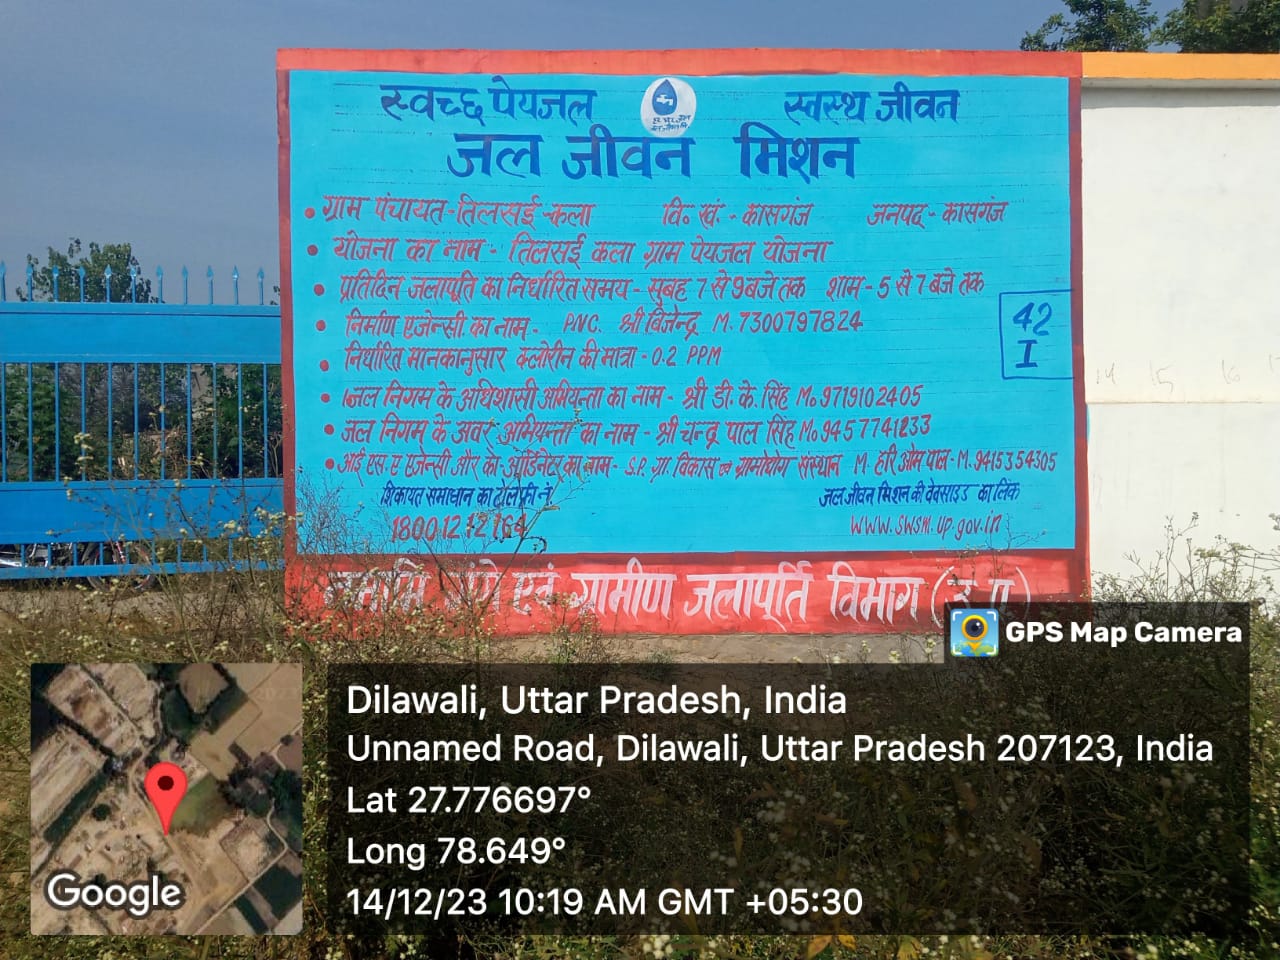 स्वच्छ पेयजल स्वस्थ जीवन
जल जीवन मिशन
ग्राम पंचायत - तिलसई कला वि० खं. - कासगंज जनपद - कासगंज
योजना का नाम - तिलसई कला ग्राम पेयजल योजना
प्रतिदिन जलापूर्ति का निर्धारित समय - सुबह 7 से 9 बजे तक शाम - 5 से 7 बजे तक
निर्माण एजेन्सी का नाम - PNC. श्री बिजेन्द्र M. 7300797824
निर्धारित मानकानुसार क्लोरीन की मात्रा - 0.2 PPM
42
I
जल निगम के अधिशासी अभियन्ता का नाम - श्री डी. के. सिंह Mo 9719102405
जल निगम के अवर अभियन्ता का नाम - श्री चन्द्र पाल सिंह Mo 9457741233
आई एस. ए एजेन्सी और को-ऑर्डिनेटर का नाम - S.P. ग्रा. विकास एवं ग्रामोद्योग संस्थान M. हरि ओम पाल - M. 9415354305
शिकायत समाधान का टोल फ्री नं. जल जीवन मिशन की वेवसाइड का लिंक
18001212164 www.swsm.up.gov.in
एवं ग्रामीण जलापूर्ति विभाग
GPS Map Camera
Dilawali, Uttar Pradesh, India
Unnamed Road, Dilawali, Uttar Pradesh 207123, India
Lat 27.776697°
Long 78.649°
14/12/23 10:19 AM GMT +05:30
Google